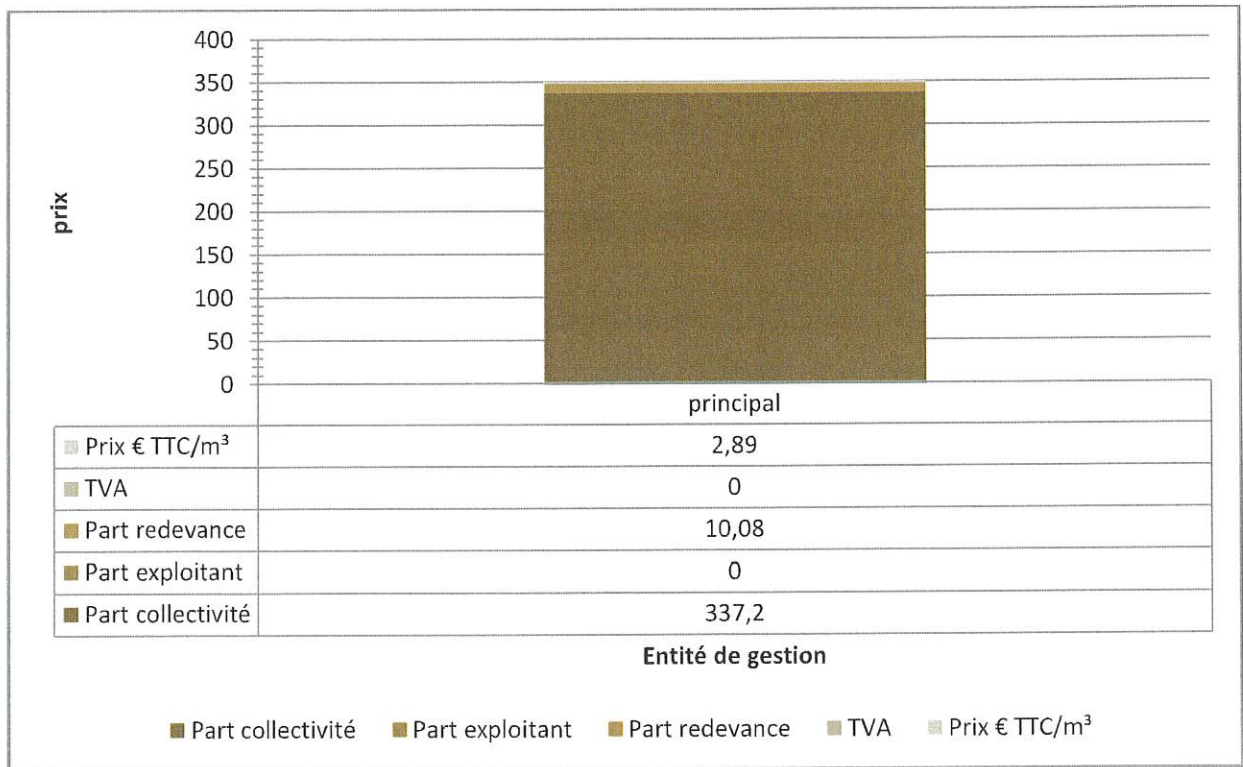 400
350
300
250
200
150
100
50
0
prix
principal
Prix € TTC/m³ 2,89
TVA 0
Part redevance 10,08
Part exploitant 0
Part collectivité 337,2
Entité de gestion
Part collectivité Part exploitant Part redevance TVA Prix € TTC/m³